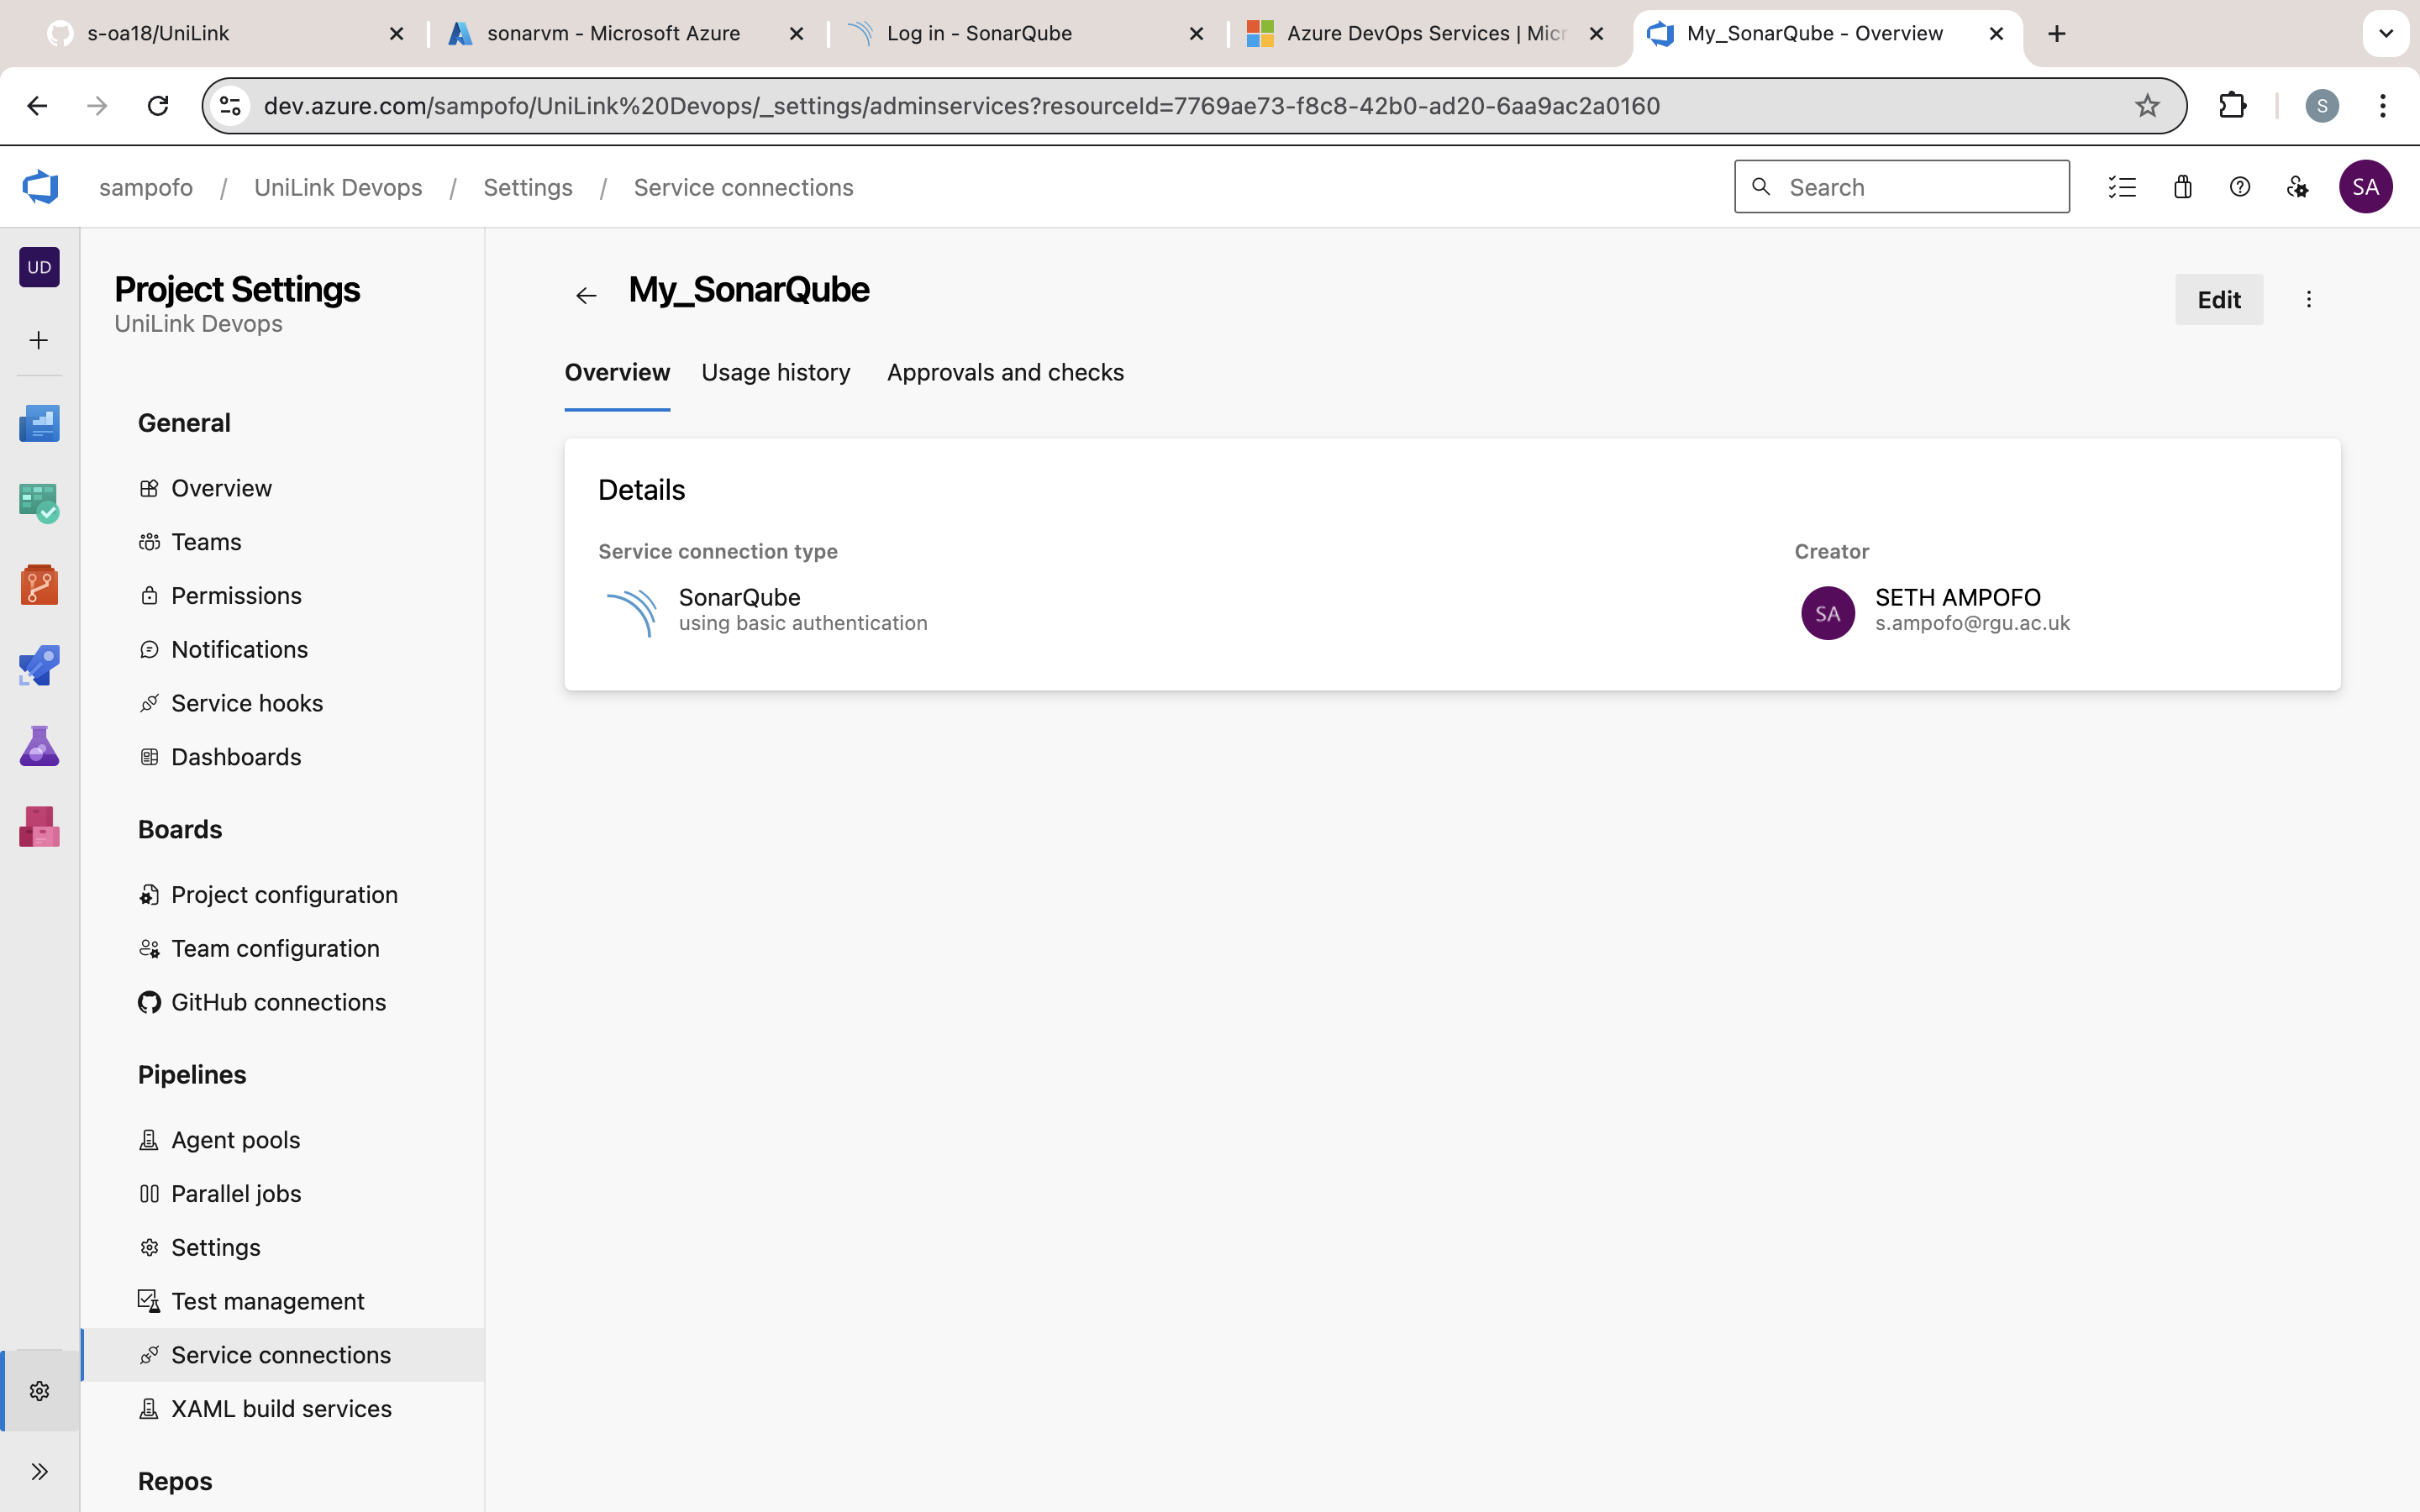 s-oa18/UniLink
sonarvm - Microsoft Azure
Log in - SonarQube
Azure DevOps Services | Micr
My_SonarQube - Overview
dev.azure.com/sampofo/UniLink%20Devops/_settings/adminservices?resourceId=7769ae73-f8c8-42b0-ad20-6aa9ac2a0160
S
sampofo / UniLink Devops / Settings / Service connections
Search
SA
UD
Project Settings
UniLink Devops
General
Overview
Teams
Permissions
Notifications
Service hooks
Dashboards
Boards
Project configuration
Team configuration
GitHub connections
Pipelines
Agent pools
Parallel jobs
Settings
Test management
Service connections
XAML build services
Repos
My_SonarQube
Edit
Overview
Usage history
Approvals and checks
Details
Service connection type
SonarQube
using basic authentication
Creator
SA
SETH AMPOFO
s.ampofo@rgu.ac.uk